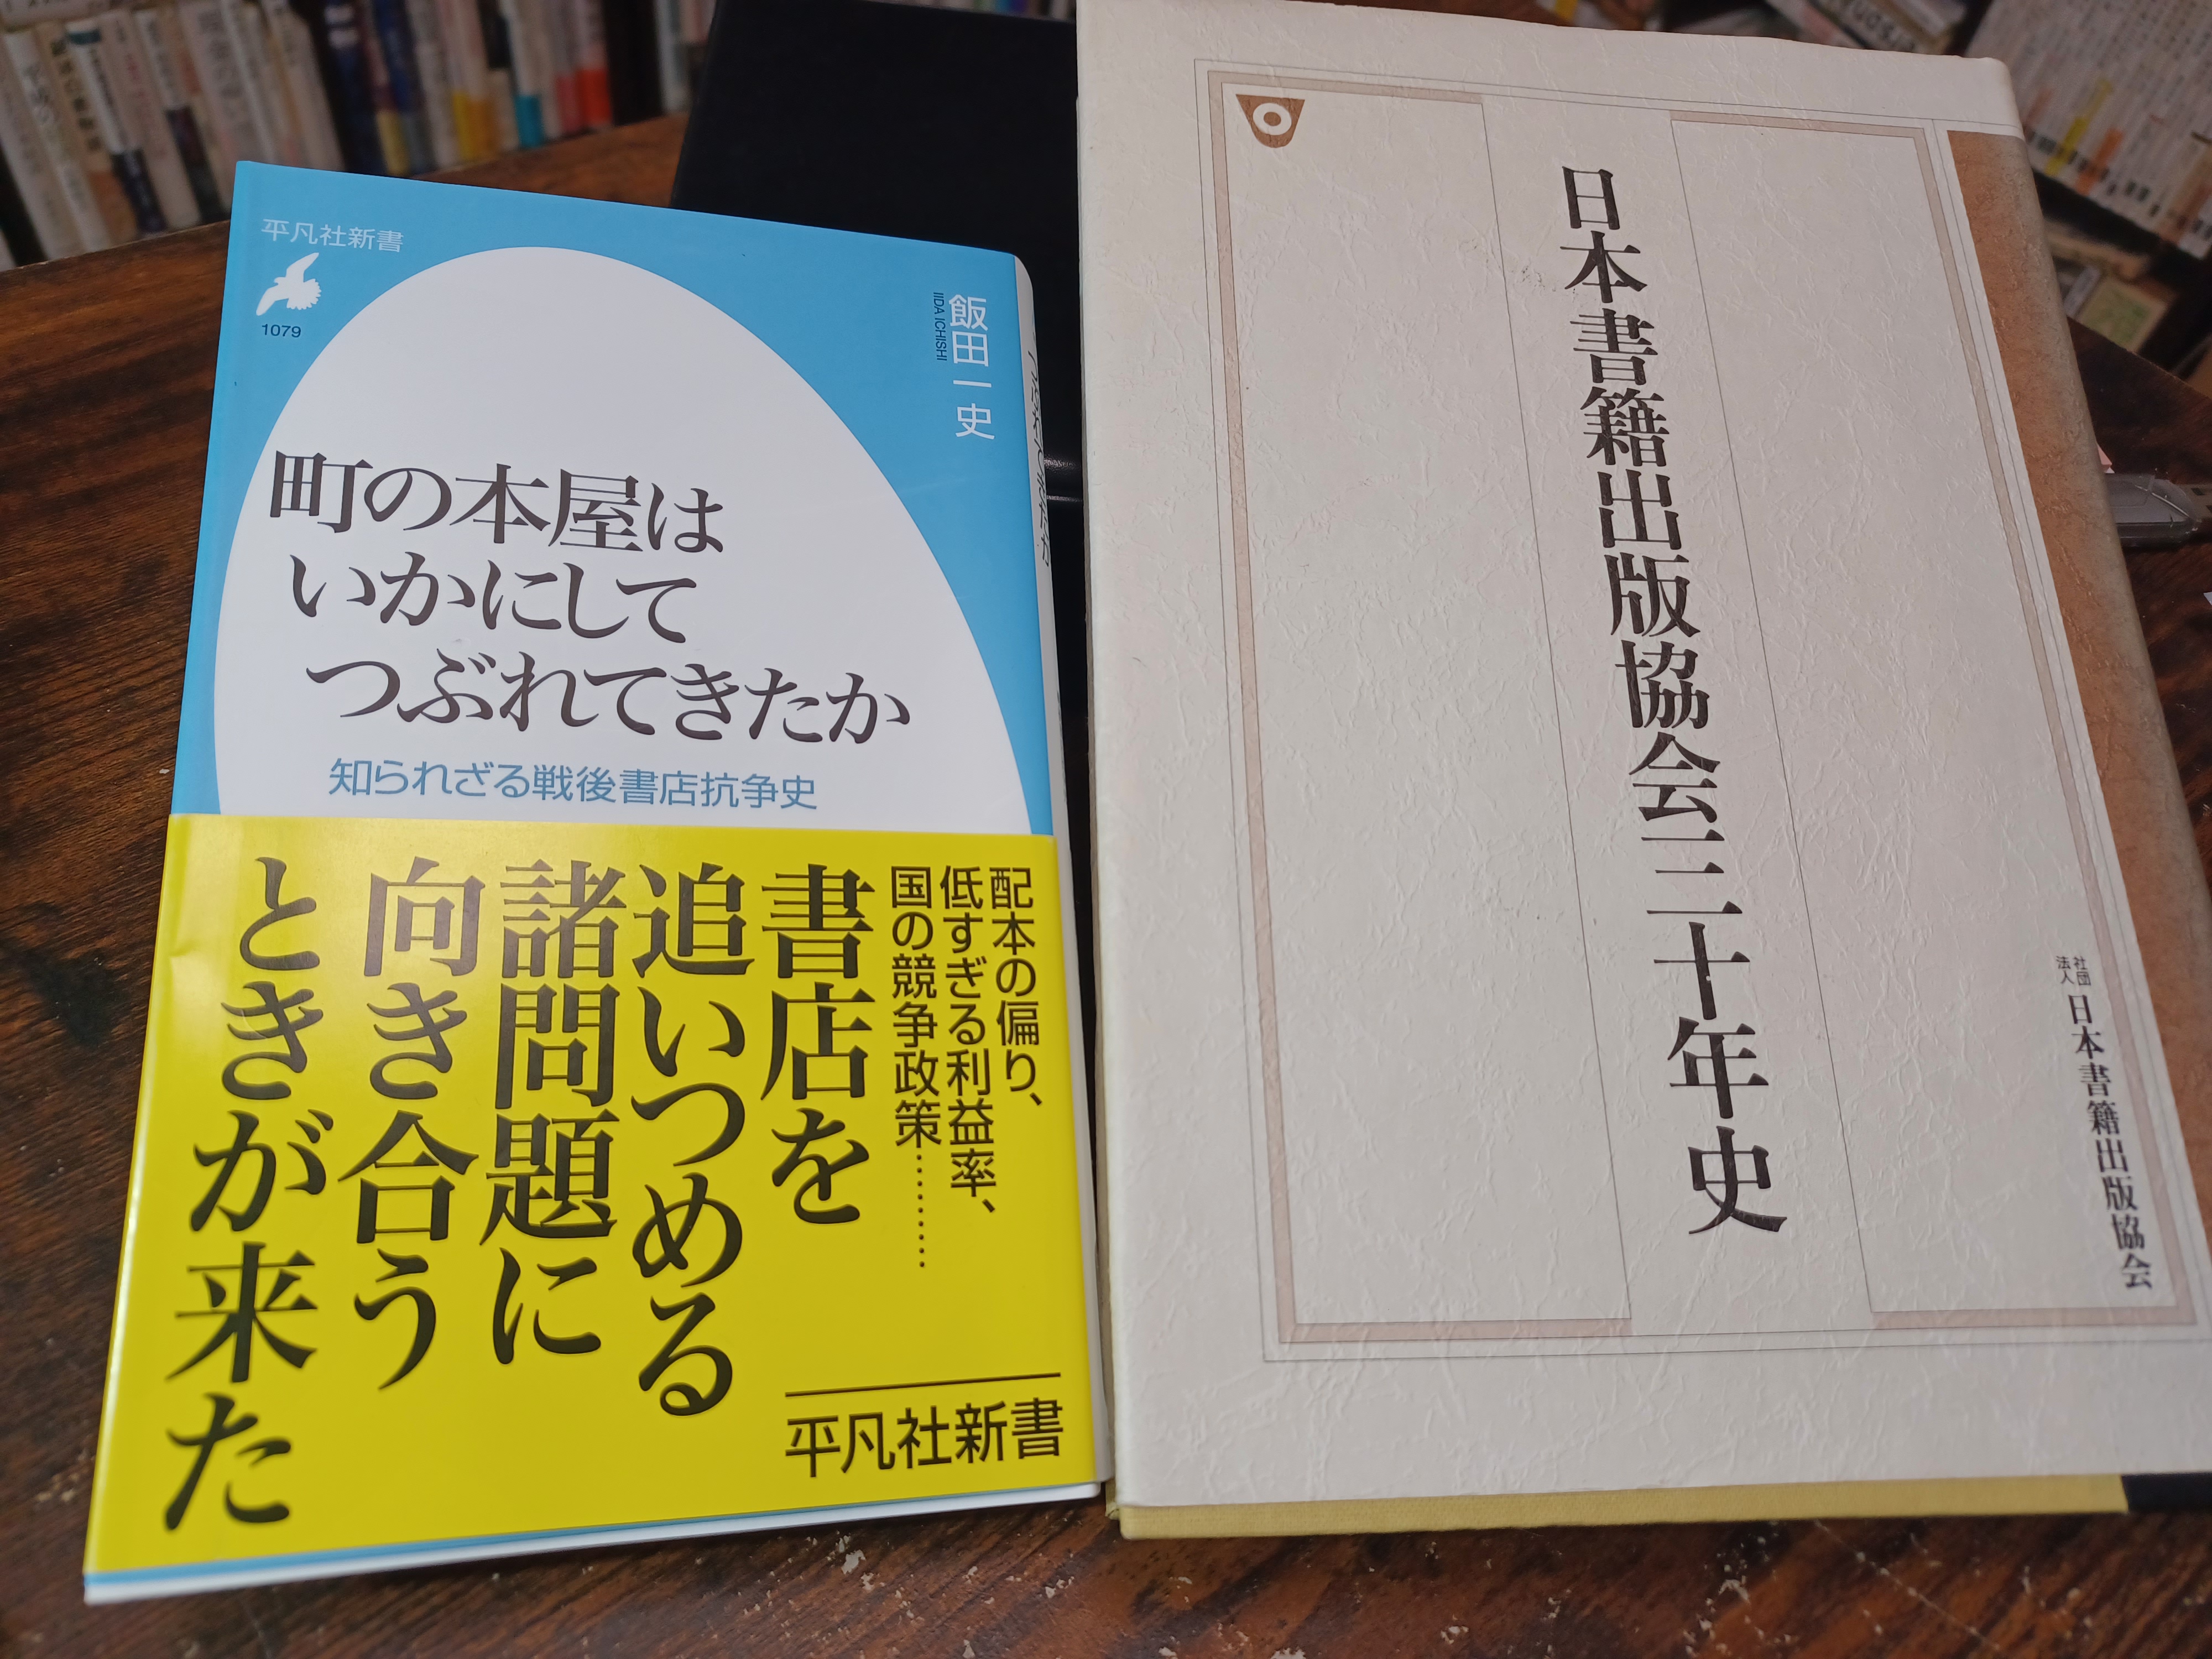 平凡社新書
1079
飯田一史
IIDA ICHISHI
町の本屋は
いかにして
つぶれてきたか
知られざる戦後書店抗争史
配本の偏り、
低すぎる利益率、
国の競争政策………
書店を
追いつめる
諸問題に
向き合う
ときが来た
平凡社新書
日本書籍出版協会三十年史
社団
法人
日本書籍出版協会